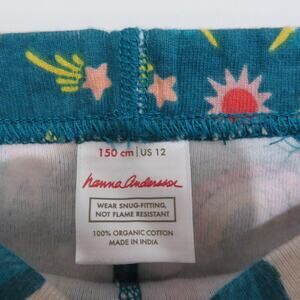 150 cm | US 12
hanna andersson
WEAR SNUG-FITTING,
NOT FLAME RESISTANT
100% ORGANIC COTTON
MADE IN INDIA